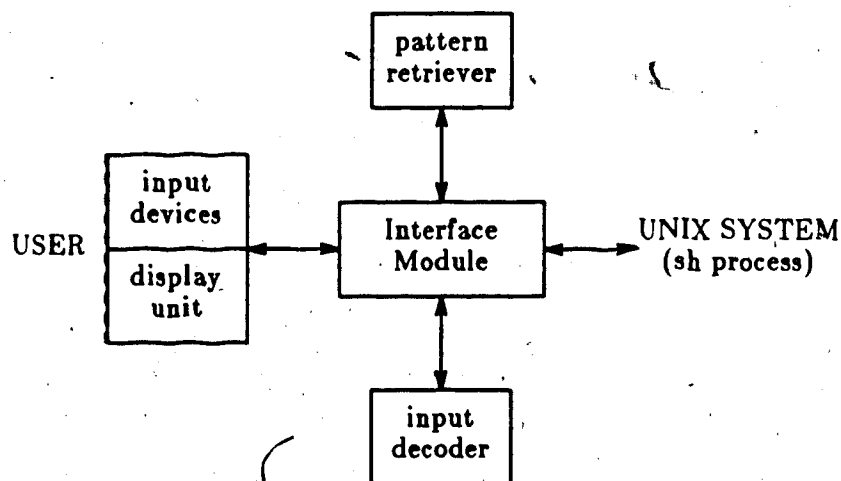 pattern
retriever
input
devices
USER
display
unit
Interface
Module
UNIX SYSTEM
(sh process)
input
decoder